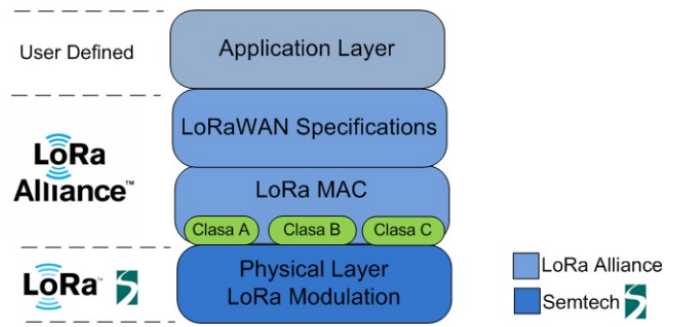 User Defined
Application Layer
LoRaWAN Specifications
LoRa
Alliance™
LoRa MAC
Clasa A
Clasa B
Clasa C
LoRa™
Physical Layer
LoRa Modulation
LoRa Alliance
Semtech